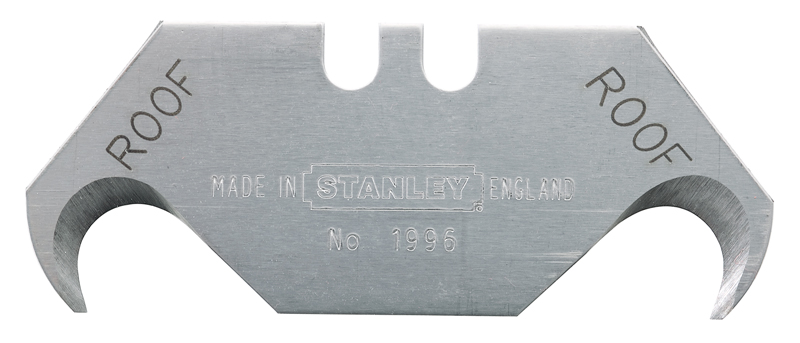 ROOF
ROOF
MADE IN STANLEY ENGLAND
No 1996